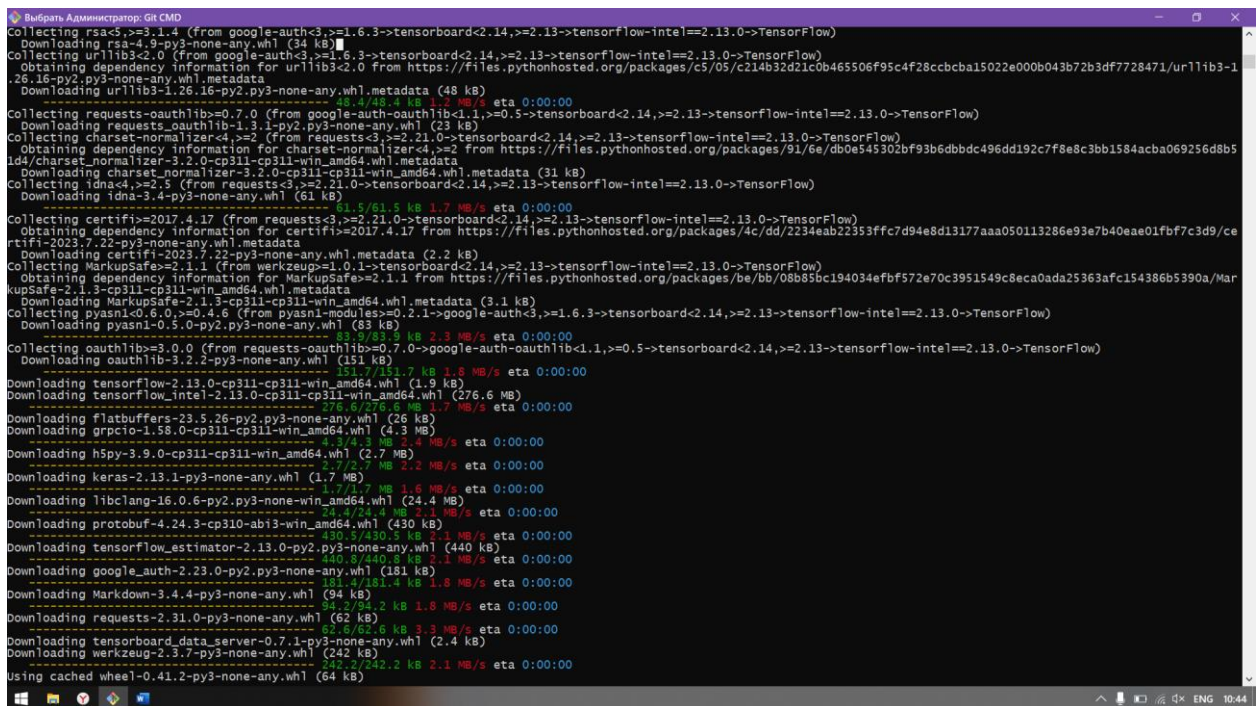 Выбрать Администратор: Git CMD
Collecting rsa<5,>=3.1.4 (from google-auth<3,>=1.6.3->tensorboard<2.14,>=2.13->tensorflow-intel==2.13.0->TensorFlow)
Downloading rsa-4.9-py3-none-any.whl (34 kB)
Collecting urllib3<2.0 (from google-auth<3,>=1.6.3->tensorboard<2.14,>=2.13->tensorflow-intel==2.13.0->TensorFlow)
Obtaining dependency information for urllib3<2.0 from https://files.pythonhosted.org/packages/c5/05/c214b32d21c0b465506f95c4f28ccbcba15022e000b043b72b3df7728471/urllib3-1
.26.16-py2.py3-none-any.whl.metadata
Downloading urllib3-1.26.16-py2.py3-none-any.whl.metadata (48 kB)
---------------------------------------- 48.4/48.4 kB 1.2 MB/s eta 0:00:00
Collecting requests-oauthlib>=0.7.0 (from google-auth-oauthlib<1.1,>=0.5->tensorboard<2.14,>=2.13->tensorflow-intel==2.13.0->TensorFlow)
Downloading requests_oauthlib-1.3.1-py2.py3-none-any.whl (23 kB)
Collecting charset-normalizer<4,>=2 (from requests<3,>=2.21.0->tensorboard<2.14,>=2.13->tensorflow-intel==2.13.0->TensorFlow)
Obtaining dependency information for charset-normalizer<4,>=2 from https://files.pythonhosted.org/packages/91/6e/db0e545302bf93b6dbbdc496dd192c7f8e8c3bb1584acba069256d8b5
1d4/charset_normalizer-3.2.0-cp311-cp311-win_amd64.whl.metadata
Downloading charset_normalizer-3.2.0-cp311-cp311-win_amd64.whl.metadata (31 kB)
Collecting idna<4,>=2.5 (from requests<3,>=2.21.0->tensorboard<2.14,>=2.13->tensorflow-intel==2.13.0->TensorFlow)
Downloading idna-3.4-py3-none-any.whl (61 kB)
---------------------------------------- 61.5/61.5 kB 1.7 MB/s eta 0:00:00
Collecting certifi>=2017.4.17 (from requests<3,>=2.21.0->tensorboard<2.14,>=2.13->tensorflow-intel==2.13.0->TensorFlow)
Obtaining dependency information for certifi>=2017.4.17 from https://files.pythonhosted.org/packages/4c/dd/2234eab22353ffc7d94e8d13177aaa050113286e93e7b40eae01fbf7c3d9/ce
rtifi-2023.7.22-py3-none-any.whl.metadata
Downloading certifi-2023.7.22-py3-none-any.whl.metadata (2.2 kB)
Collecting MarkupSafe>=2.1.1 (from werkzeug>=1.0.1->tensorboard<2.14,>=2.13->tensorflow-intel==2.13.0->TensorFlow)
Obtaining dependency information for MarkupSafe>=2.1.1 from https://files.pythonhosted.org/packages/be/bb/08b85bc194034efbf572e70c3951549c8eca0ada25363afc154386b5390a/Mar
kupSafe-2.1.3-cp311-cp311-win_amd64.whl.metadata
Downloading MarkupSafe-2.1.3-cp311-cp311-win_amd64.whl.metadata (3.1 kB)
Collecting pyasn1<0.6.0,>=0.4.6 (from pyasn1-modules>=0.2.1->google-auth<3,>=1.6.3->tensorboard<2.14,>=2.13->tensorflow-intel==2.13.0->TensorFlow)
Downloading pyasn1-0.5.0-py2.py3-none-any.whl (83 kB)
---------------------------------------- 83.9/83.9 kB 2.3 MB/s eta 0:00:00
Collecting oauthlib>=3.0.0 (from requests-oauthlib>=0.7.0->google-auth-oauthlib<1.1,>=0.5->tensorboard<2.14,>=2.13->tensorflow-intel==2.13.0->TensorFlow)
Downloading oauthlib-3.2.2-py3-none-any.whl (151 kB)
---------------------------------------- 151.7/151.7 kB 1.8 MB/s eta 0:00:00
Downloading tensorflow-2.13.0-cp311-cp311-win_amd64.whl (1.9 kB)
Downloading tensorflow_intel-2.13.0-cp311-cp311-win_amd64.whl (276.6 MB)
---------------------------------------- 276.6/276.6 MB 1.7 MB/s eta 0:00:00
Downloading flatbuffers-23.5.26-py2.py3-none-any.whl (26 kB)
Downloading grpcio-1.58.0-cp311-cp311-win_amd64.whl (4.3 MB)
---------------------------------------- 4.3/4.3 MB 2.4 MB/s eta 0:00:00
Downloading h5py-3.9.0-cp311-cp311-win_amd64.whl (2.7 MB)
---------------------------------------- 2.7/2.7 MB 2.2 MB/s eta 0:00:00
Downloading keras-2.13.1-py3-none-any.whl (1.7 MB)
---------------------------------------- 1.7/1.7 MB 1.6 MB/s eta 0:00:00
Downloading libclang-16.0.6-py2.py3-none-win_amd64.whl (24.4 MB)
---------------------------------------- 24.4/24.4 MB 2.1 MB/s eta 0:00:00
Downloading protobuf-4.24.3-cp310-abi3-win_amd64.whl (430 kB)
---------------------------------------- 430.5/430.5 kB 2.1 MB/s eta 0:00:00
Downloading tensorflow_estimator-2.13.0-py2.py3-none-any.whl (440 kB)
---------------------------------------- 440.8/440.8 kB 2.1 MB/s eta 0:00:00
Downloading google_auth-2.23.0-py2.py3-none-any.whl (181 kB)
---------------------------------------- 181.4/181.4 kB 1.8 MB/s eta 0:00:00
Downloading Markdown-3.4.4-py3-none-any.whl (94 kB)
---------------------------------------- 94.2/94.2 kB 1.8 MB/s eta 0:00:00
Downloading requests-2.31.0-py3-none-any.whl (62 kB)
---------------------------------------- 62.6/62.6 kB 3.3 MB/s eta 0:00:00
Downloading tensorboard_data_server-0.7.1-py3-none-any.whl (2.4 kB)
Downloading werkzeug-2.3.7-py3-none-any.whl (242 kB)
---------------------------------------- 242.2/242.2 kB 2.1 MB/s eta 0:00:00
Using cached wheel-0.41.2-py3-none-any.whl (64 kB)
ENG 10:44